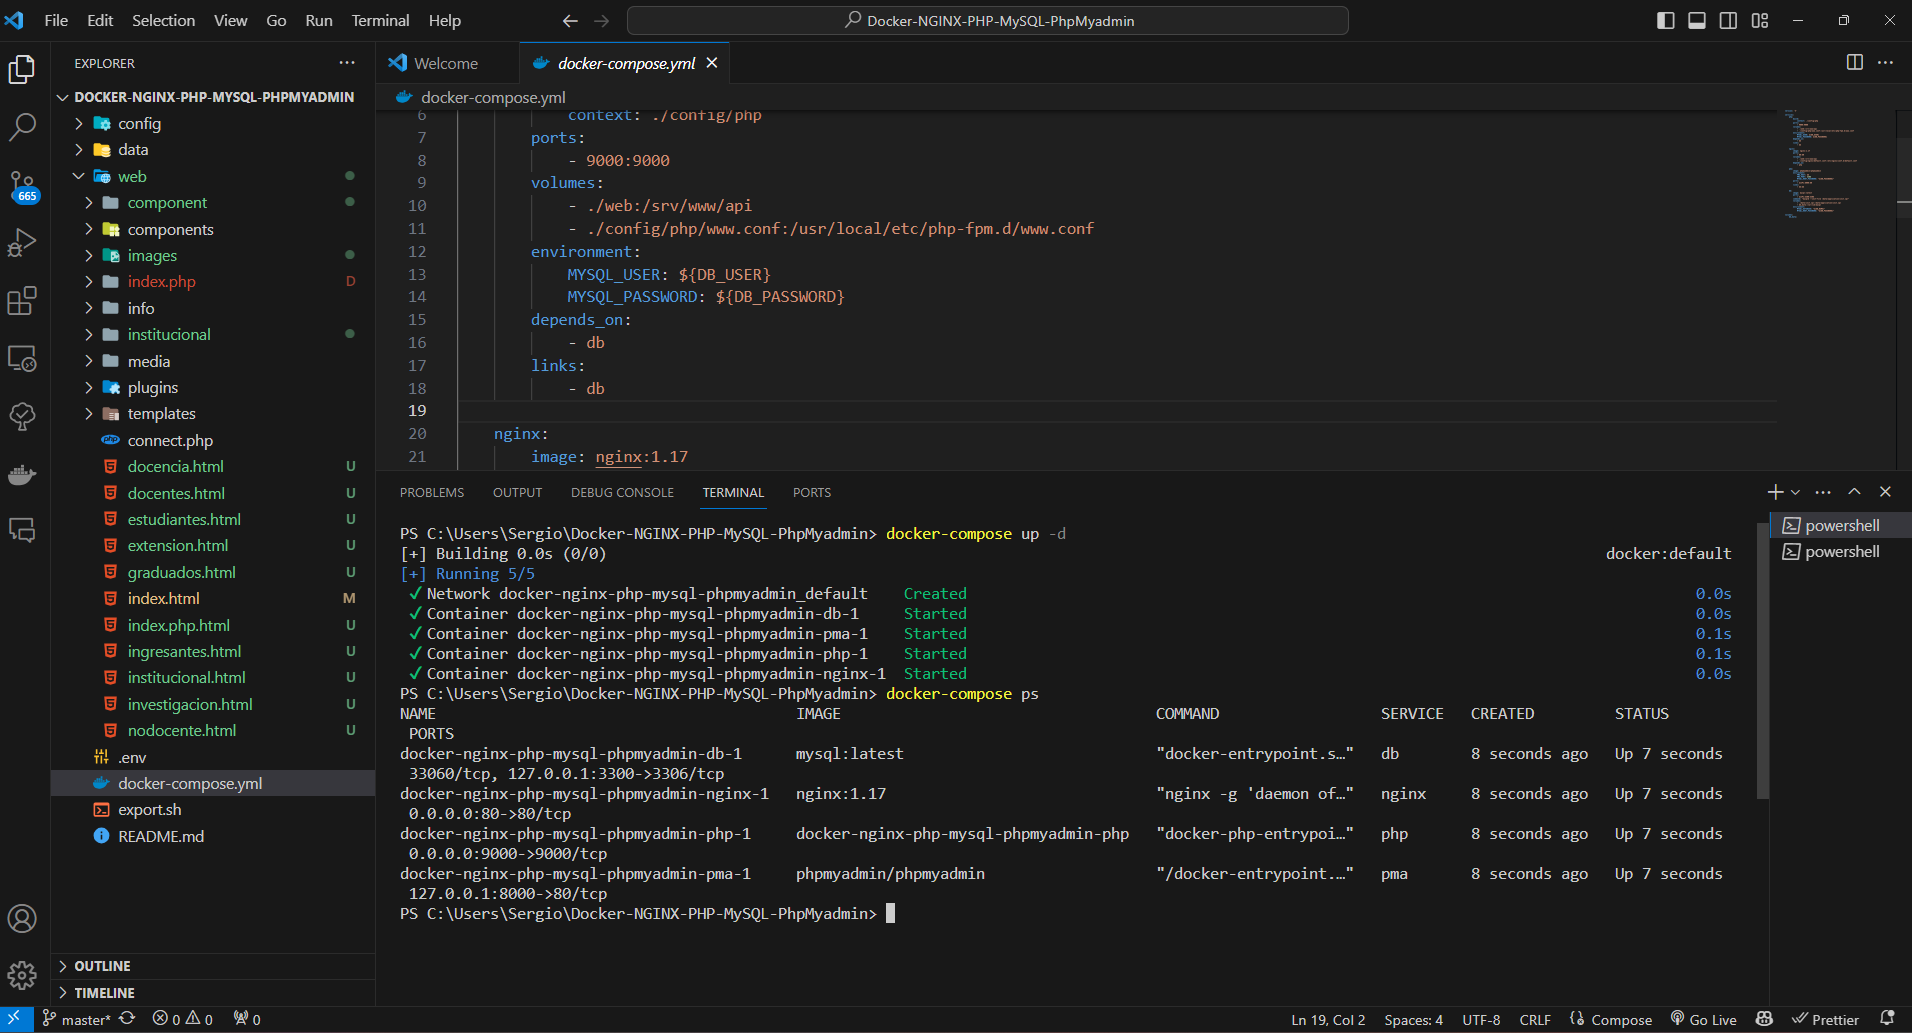 File Edit Selection View Go Run Terminal Help
Docker-NGINX-PHP-MySQL-PhpMyadmin
EXPLORER
DOCKER-NGINX-PHP-MYSQL-PHPMYADMIN
config
data
web
component
components
images
index.php D
info
institucional
media
plugins
templates
php connect.php
docencia.html U
docentes.html U
estudiantes.html U
extension.html U
graduados.html U
index.html M
index.php.html U
ingresantes.html U
institucional.html U
investigacion.html U
nodocente.html U
.env
docker-compose.yml
export.sh
README.md
OUTLINE
TIMELINE
665
Welcome docker-compose.yml
docker-compose.yml
6 context: ./config/php
7 ports:
8 - 9000:9000
9 volumes:
10 - ./web:/srv/www/api
11 - ./config/php/www.conf:/usr/local/etc/php-fpm.d/www.conf
12 environment:
13 MYSQL_USER: ${DB_USER}
14 MYSQL_PASSWORD: ${DB_PASSWORD}
15 depends_on:
16 - db
17 links:
18 - db
19
20 nginx:
21 image: nginx:1.17
PROBLEMS OUTPUT DEBUG CONSOLE TERMINAL PORTS
powershell
powershell
PS C:\Users\Sergio\Docker-NGINX-PHP-MySQL-PhpMyadmin> docker-compose up -d
[+] Building 0.0s (0/0) docker:default
[+] Running 5/5
✓ Network docker-nginx-php-mysql-phpmyadmin_default Created 0.0s
✓ Container docker-nginx-php-mysql-phpmyadmin-db-1 Started 0.0s
✓ Container docker-nginx-php-mysql-phpmyadmin-pma-1 Started 0.1s
✓ Container docker-nginx-php-mysql-phpmyadmin-php-1 Started 0.1s
✓ Container docker-nginx-php-mysql-phpmyadmin-nginx-1 Started 0.0s
PS C:\Users\Sergio\Docker-NGINX-PHP-MySQL-PhpMyadmin> docker-compose ps
NAME IMAGE COMMAND SERVICE CREATED STATUS
PORTS
docker-nginx-php-mysql-phpmyadmin-db-1 mysql:latest "docker-entrypoint.s…" db 8 seconds ago Up 7 seconds
33060/tcp, 127.0.0.1:3300->3306/tcp
docker-nginx-php-mysql-phpmyadmin-nginx-1 nginx:1.17 "nginx -g 'daemon of…" nginx 8 seconds ago Up 7 seconds
0.0.0.0:80->80/tcp
docker-nginx-php-mysql-phpmyadmin-php-1 docker-nginx-php-mysql-phpmyadmin-php "docker-php-entrypoi…" php 8 seconds ago Up 7 seconds
0.0.0.0:9000->9000/tcp
docker-nginx-php-mysql-phpmyadmin-pma-1 phpmyadmin/phpmyadmin "/docker-entrypoint.…" pma 8 seconds ago Up 7 seconds
127.0.0.1:8000->80/tcp
PS C:\Users\Sergio\Docker-NGINX-PHP-MySQL-PhpMyadmin>
master* 0 0 0 Ln 19, Col 2 Spaces: 4 UTF-8 CRLF Compose Go Live Prettier